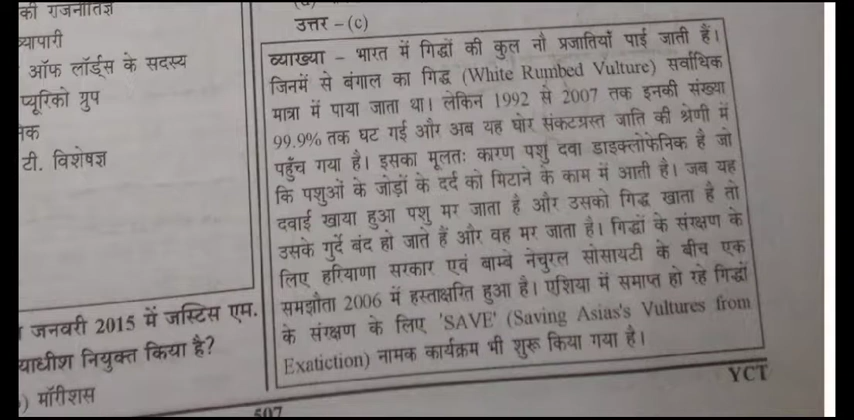 की राजनीतिज्ञ
व्यापारी
ऑफ लॉर्ड्स के सदस्य
प्यूरिको ग्रुप
टी. विशेषज्ञ
जनवरी 2015 में जस्टिस एम.
याधीश नियुक्त किया है?
) मॉरीशस
उत्तर –(c)
व्याख्या – भारत में गिद्धों की कुल नौ प्रजातियाँ पाई जाती हैं।
जिनमें से बंगाल का गिद्ध (White Rumbed Vulture) सर्वाधिक
मात्रा में पाया जाता था। लेकिन 1992 से 2007 तक इनकी संख्या
99.9% तक घट गई और अब यह घोर संकटग्रस्त जाति की श्रेणी में
पहुँच गया है। इसका मूलतः कारण पशु दवा डाइक्लोफेनिक है जो
कि पशुओं के जोड़ों के दर्द को मिटाने के काम में आती है। जब यह
दवाई खाया हुआ पशु मर जाता है और उसको गिद्ध खाता है तो
उसके गुर्दे बंद हो जाते हैं और वह मर जाता है। गिद्धों के संरक्षण के
लिए हरियाणा सरकार एवं बाम्बे नेचुरल सोसायटी के बीच एक
समझौता 2006 में हस्ताक्षरित हुआ है। एशिया में समाप्त हो रहे गिद्धों
के संरक्षण के लिए 'SAVE' (Saving Asias's Vultures from
Exatiction) नामक कार्यक्रम भी शुरू किया गया है।
507
YCT